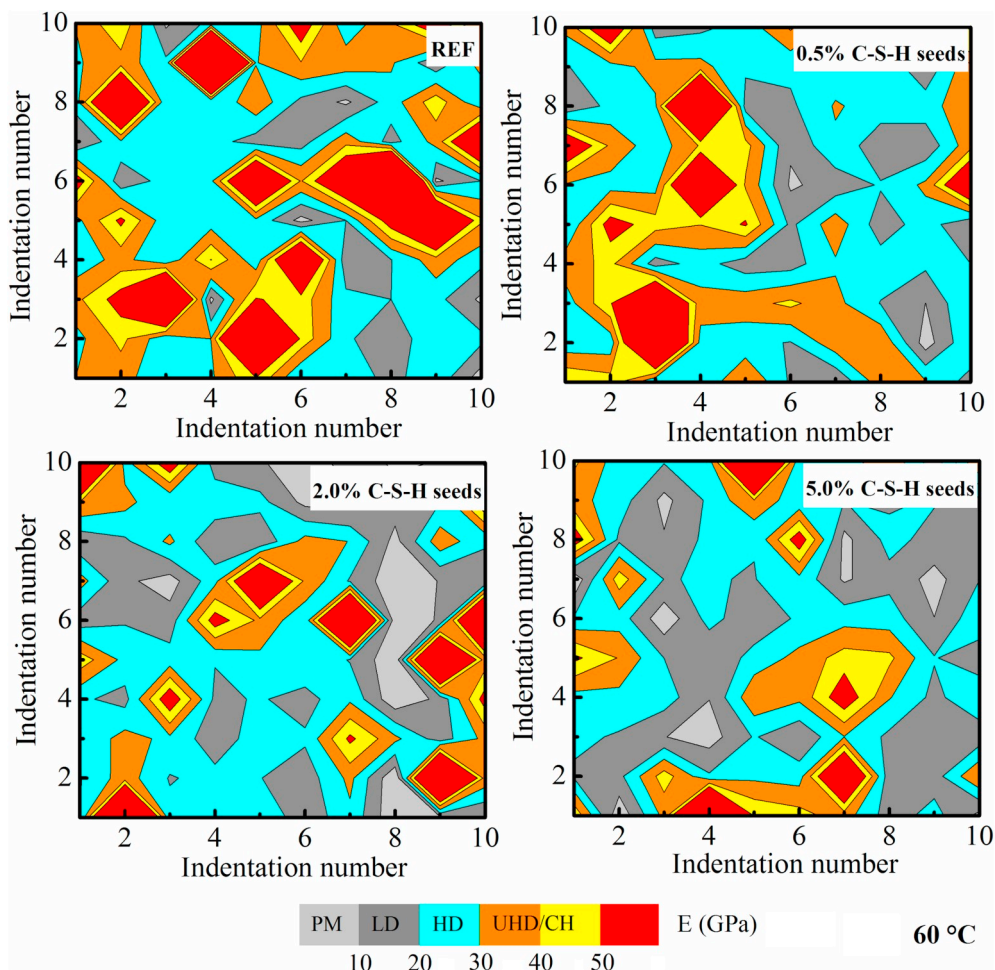 10
8
6
4
2
Indentation number
REF
2 4 6 8 10
Indentation number
10
8
6
4
2
Indentation number
0.5% C-S-H seeds
2 4 6 8 10
Indentation number
10
8
6
4
2
Indentation number
2.0% C-S-H seeds
2 4 6 8 10
Indentation number
10
8
6
4
2
Indentation number
5.0% C-S-H seeds
2 4 6 8 10
Indentation number
PM LD HD UHD/CH E (GPa)
10 20 30 40 50
60 °C